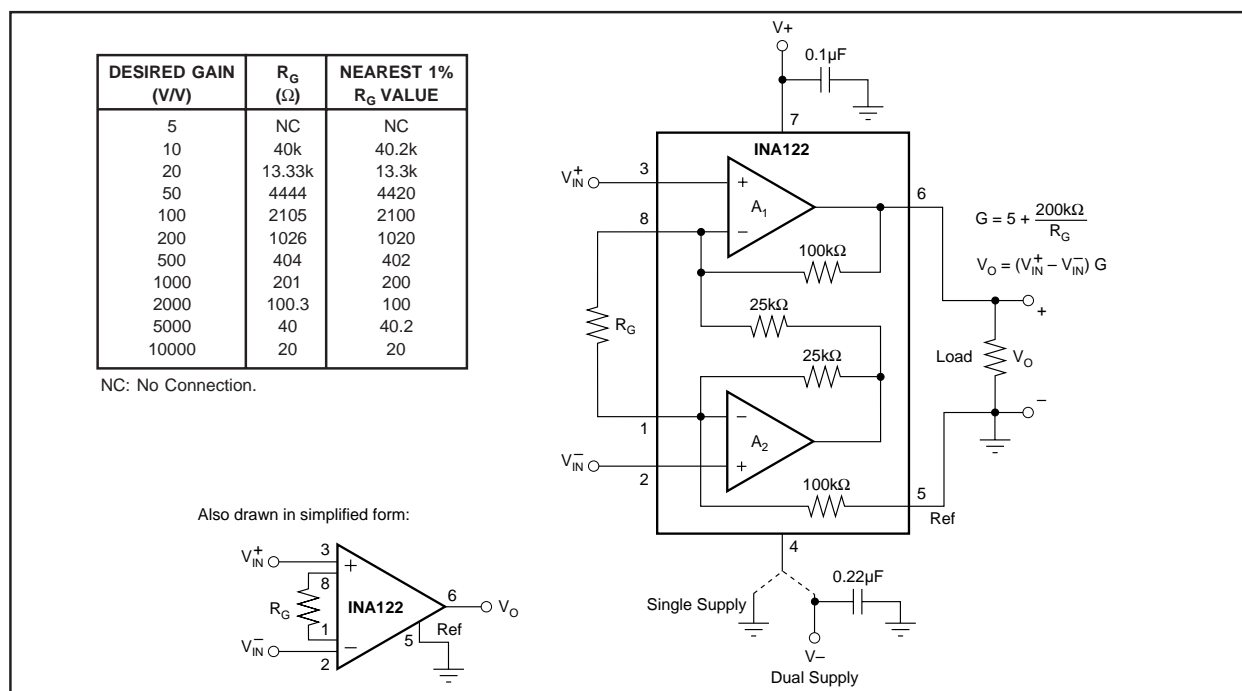 DESIRED GAIN (V/V) R_G (Ω) NEAREST 1% R_G VALUE
5 NC NC
10 40k 40.2k
20 13.33k 13.3k
50 4444 4420
100 2105 2100
200 1026 1020
500 404 402
1000 201 200
2000 100.3 100
5000 40 40.2
10000 20 20
NC: No Connection.
V+
0.1µF
7
INA122
V_IN^+
3
+
A_1
6
8
–
100kΩ
G = 5 + 200kΩ/R_G
V_O = (V_IN^+ – V_IN^–) G
25kΩ
R_G
+
Load
V_O
–
25kΩ
1
–
A_2
V_IN^–
2
+
100kΩ
5
Ref
4
Single Supply
0.22µF
V–
Dual Supply
Also drawn in simplified form:
V_IN^+
3
+
8
R_G
INA122
6
V_O
1
–
5
Ref
V_IN^–
2